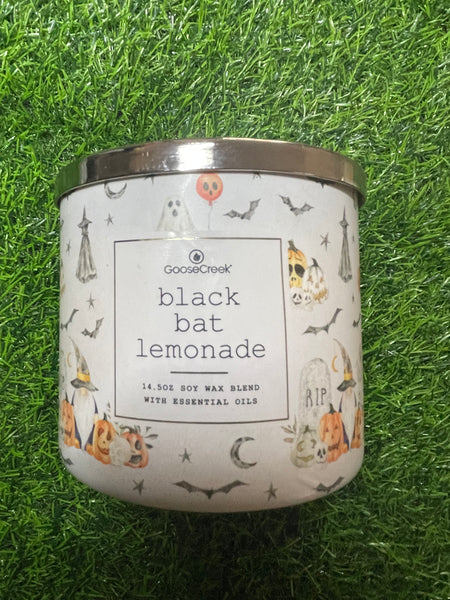 GooseCreek
black
bat
lemonade
14.5OZ SOY WAX BLEND
WITH ESSENTIAL OILS
RIP